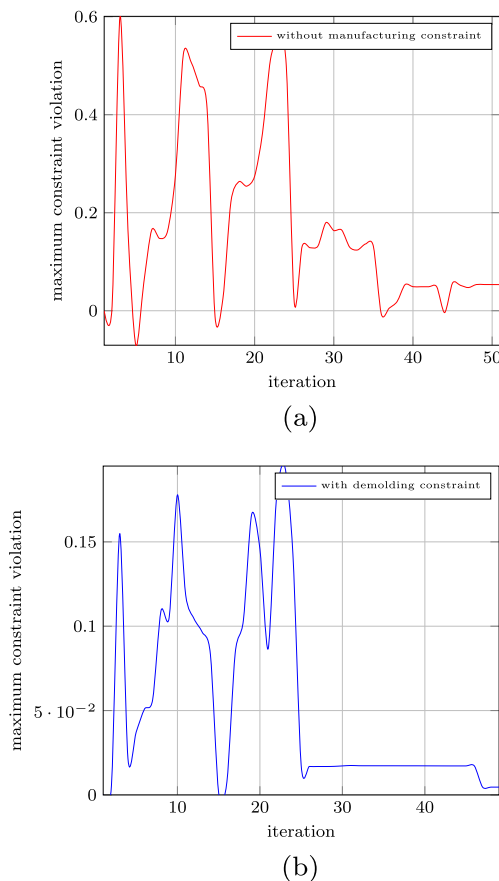 0.6
without manufacturing constraint
0.4
0.2
0
maximum constraint violation
10
20
30
40
50
iteration
(a)
with demolding constraint
0.15
0.1
5 · 10⁻²
0
maximum constraint violation
10
20
30
40
iteration
(b)